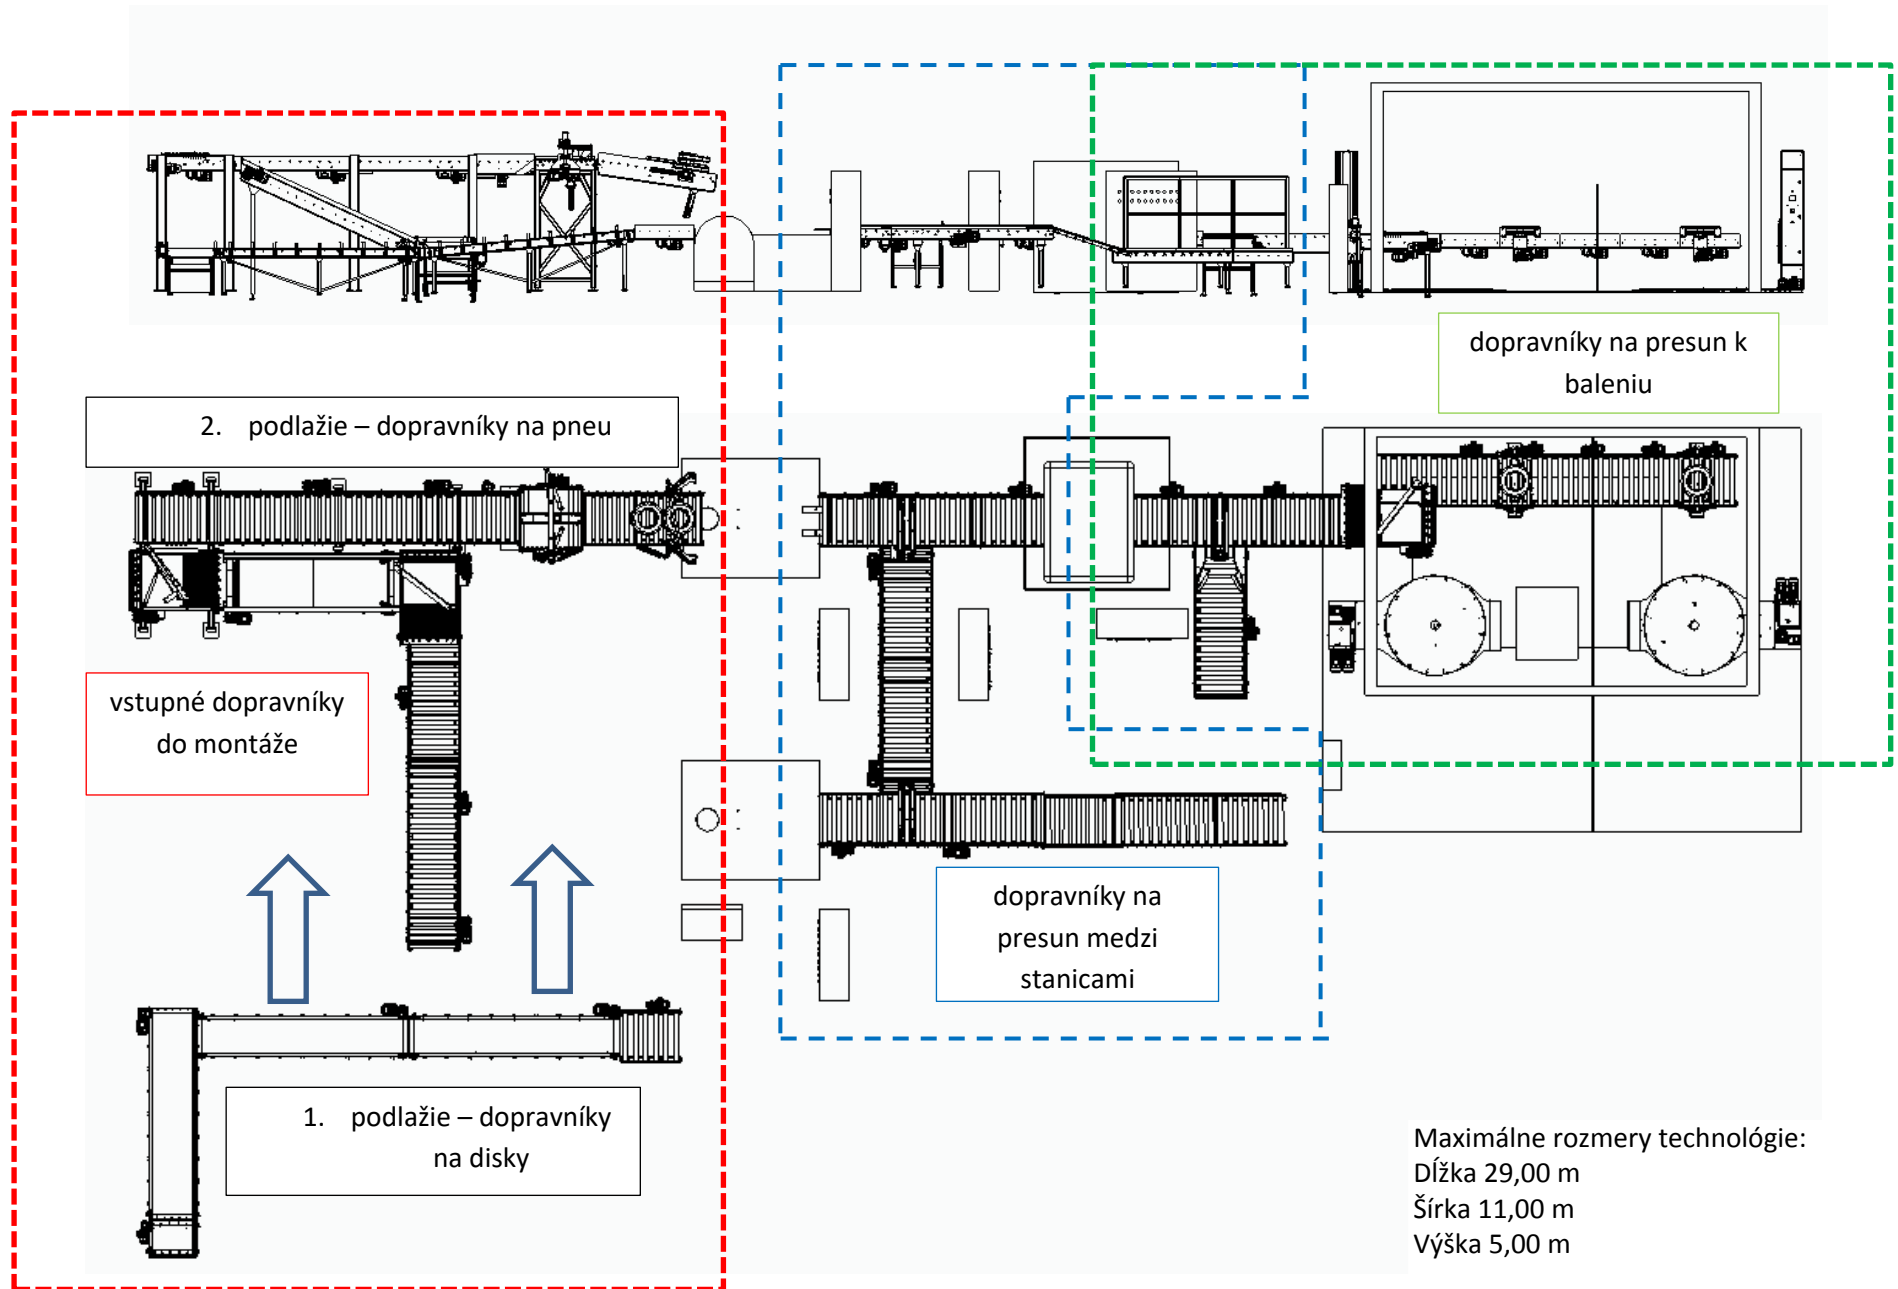 dopravníky na presun k
baleniu
2. podlažie – dopravníky na pneu
vstupné dopravníky
do montáže
dopravníky na
presun medzi
stanicami
1. podlažie – dopravníky
na disky
Maximálne rozmery technológie:
Dĺžka 29,00 m
Šírka 11,00 m
Výška 5,00 m